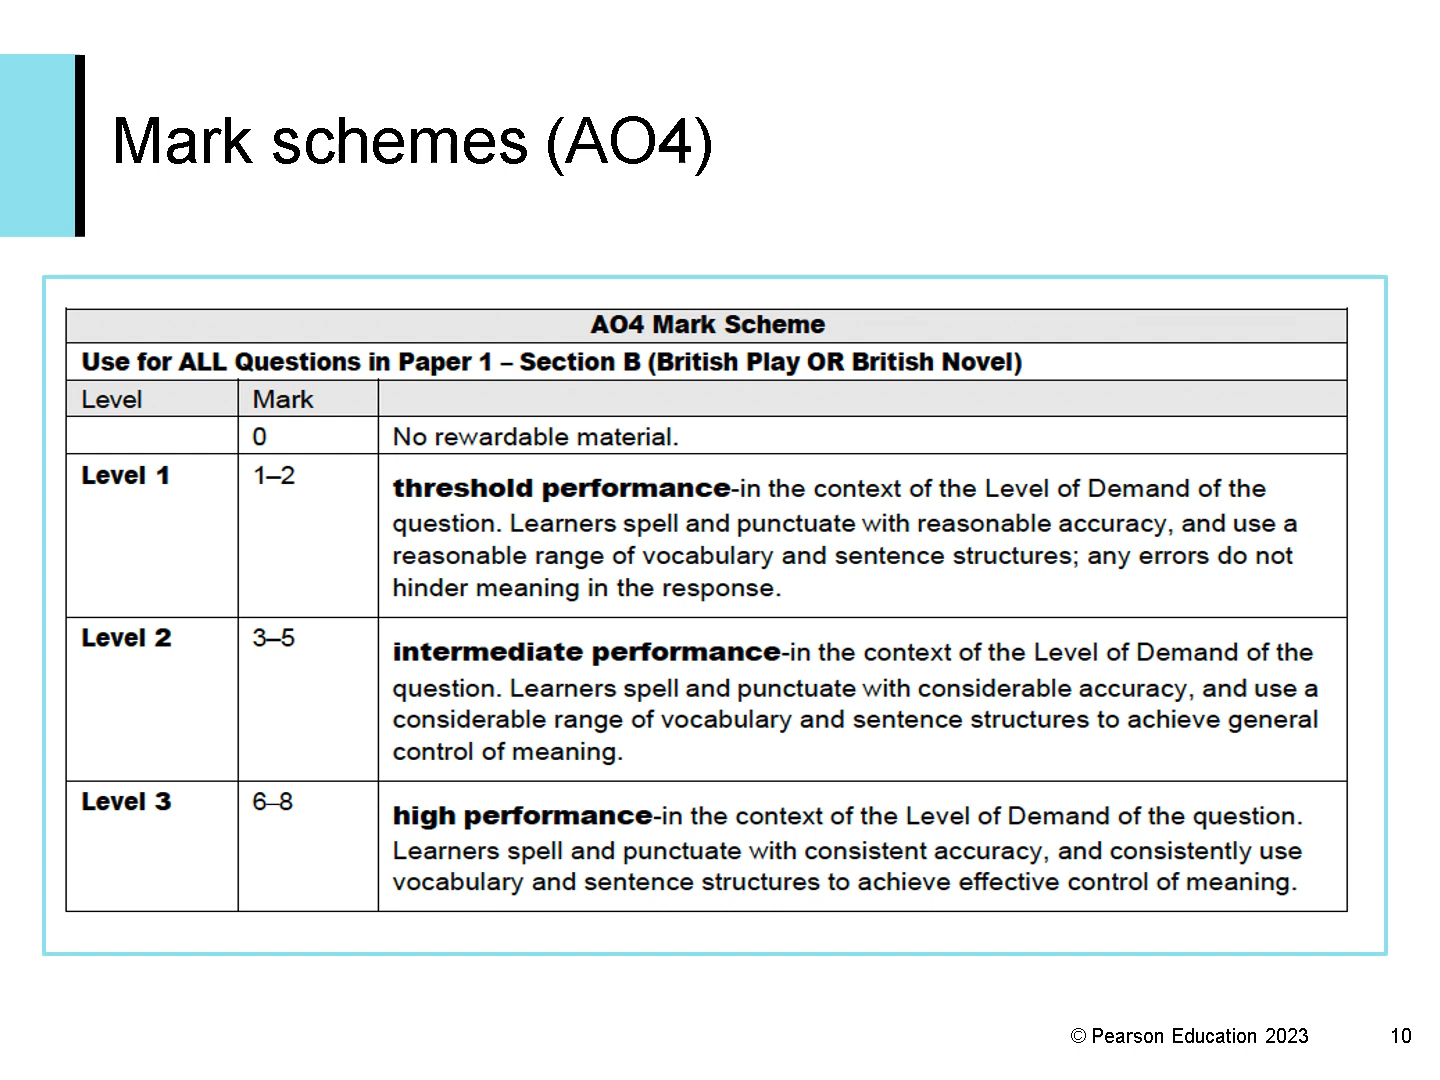 Mark schemes (AO4)
AO4 Mark Scheme
Use for ALL Questions in Paper 1 – Section B (British Play OR British Novel)
Level Mark
0 No rewardable material.
Level 1 1–2 threshold performance-in the context of the Level of Demand of the
question. Learners spell and punctuate with reasonable accuracy, and use a
reasonable range of vocabulary and sentence structures; any errors do not
hinder meaning in the response.
Level 2 3–5 intermediate performance-in the context of the Level of Demand of the
question. Learners spell and punctuate with considerable accuracy, and use a
considerable range of vocabulary and sentence structures to achieve general
control of meaning.
Level 3 6–8 high performance-in the context of the Level of Demand of the question.
Learners spell and punctuate with consistent accuracy, and consistently use
vocabulary and sentence structures to achieve effective control of meaning.
© Pearson Education 2023 10